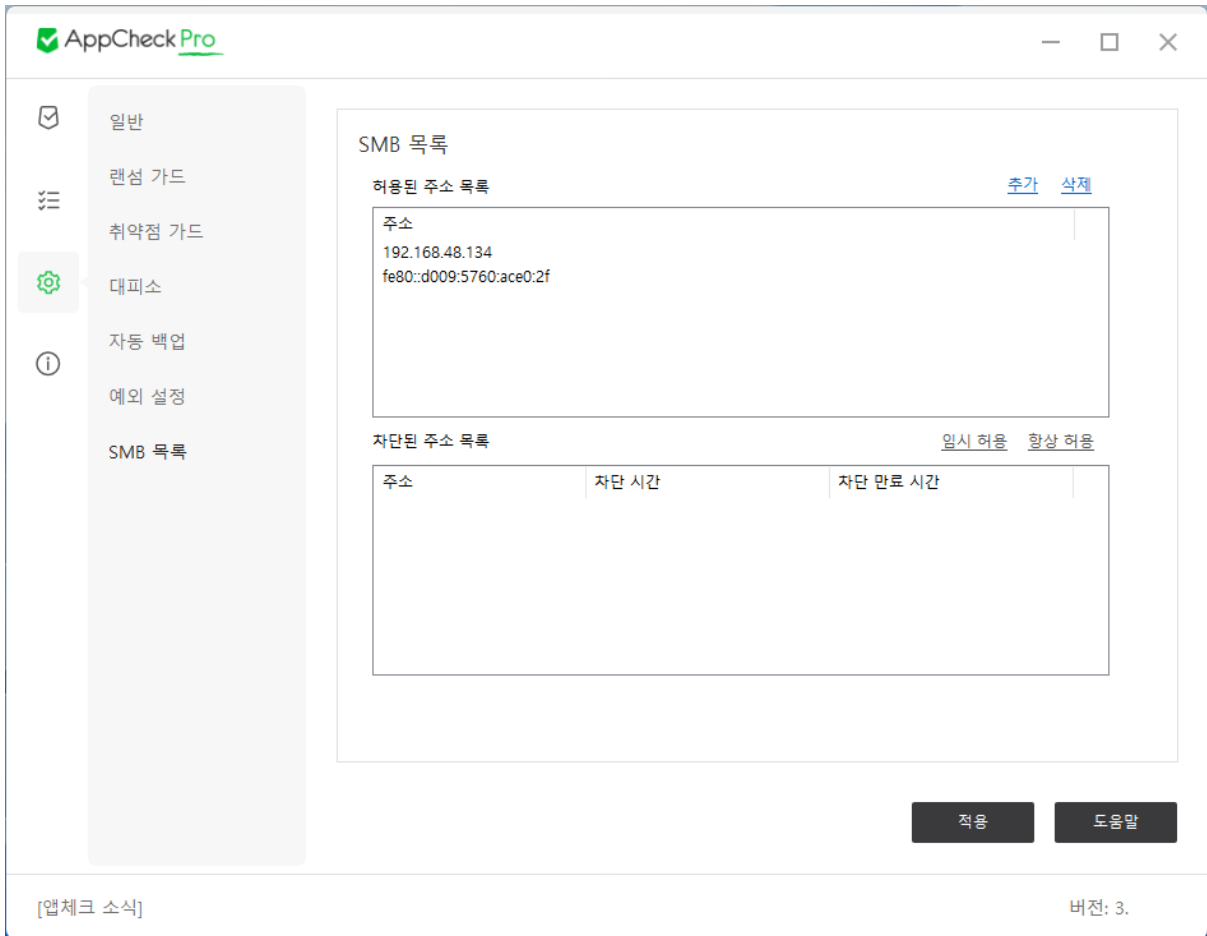 AppCheck Pro
일반
랜섬 가드
취약점 가드
대피소
자동 백업
예외 설정
SMB 목록
SMB 목록
허용된 주소 목록 추가 삭제
주소
192.168.48.134
fe80::d009:5760:ace0:2f
차단된 주소 목록 임시 허용 항상 허용
주소 차단 시간 차단 만료 시간
적용 도움말
[앱체크 소식] 버전: 3.